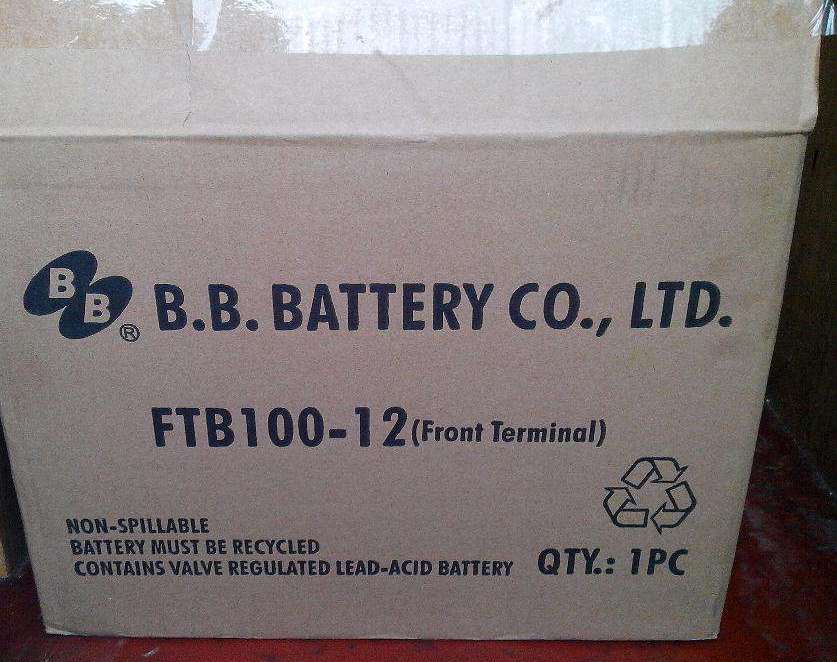 BB ® B.B. BATTERY CO., LTD.
FTB100-12 (Front Terminal)
NON-SPILLABLE
BATTERY MUST BE RECYCLED
CONTAINS VALVE REGULATED LEAD-ACID BATTERY
QTY.: 1PC